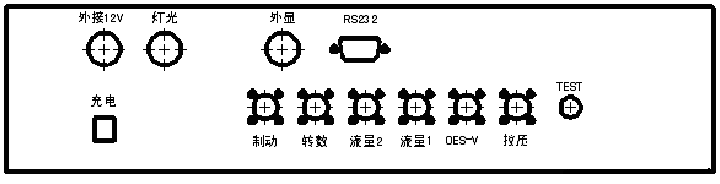 外接12V 灯光 外显 RS232
TEST
充电
制动 转数 流量2 流量1 OES-V 控压